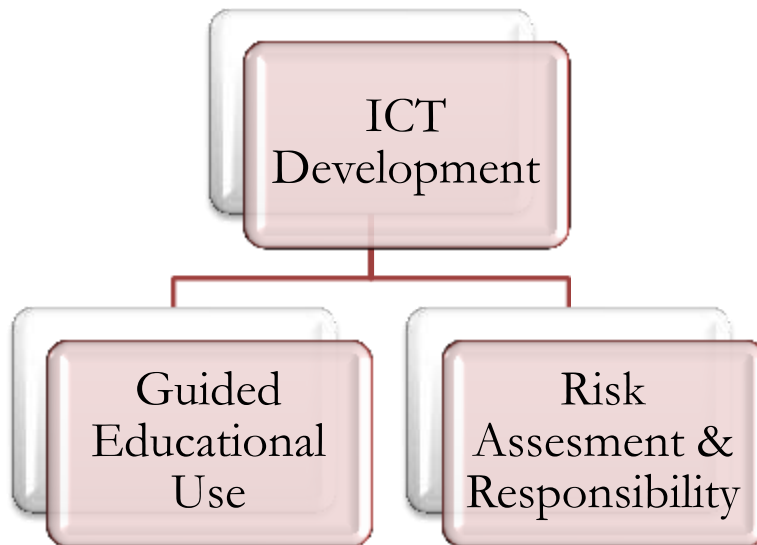 ICT
Development
Guided
Educational
Use
Risk
Assesment &
Responsibility